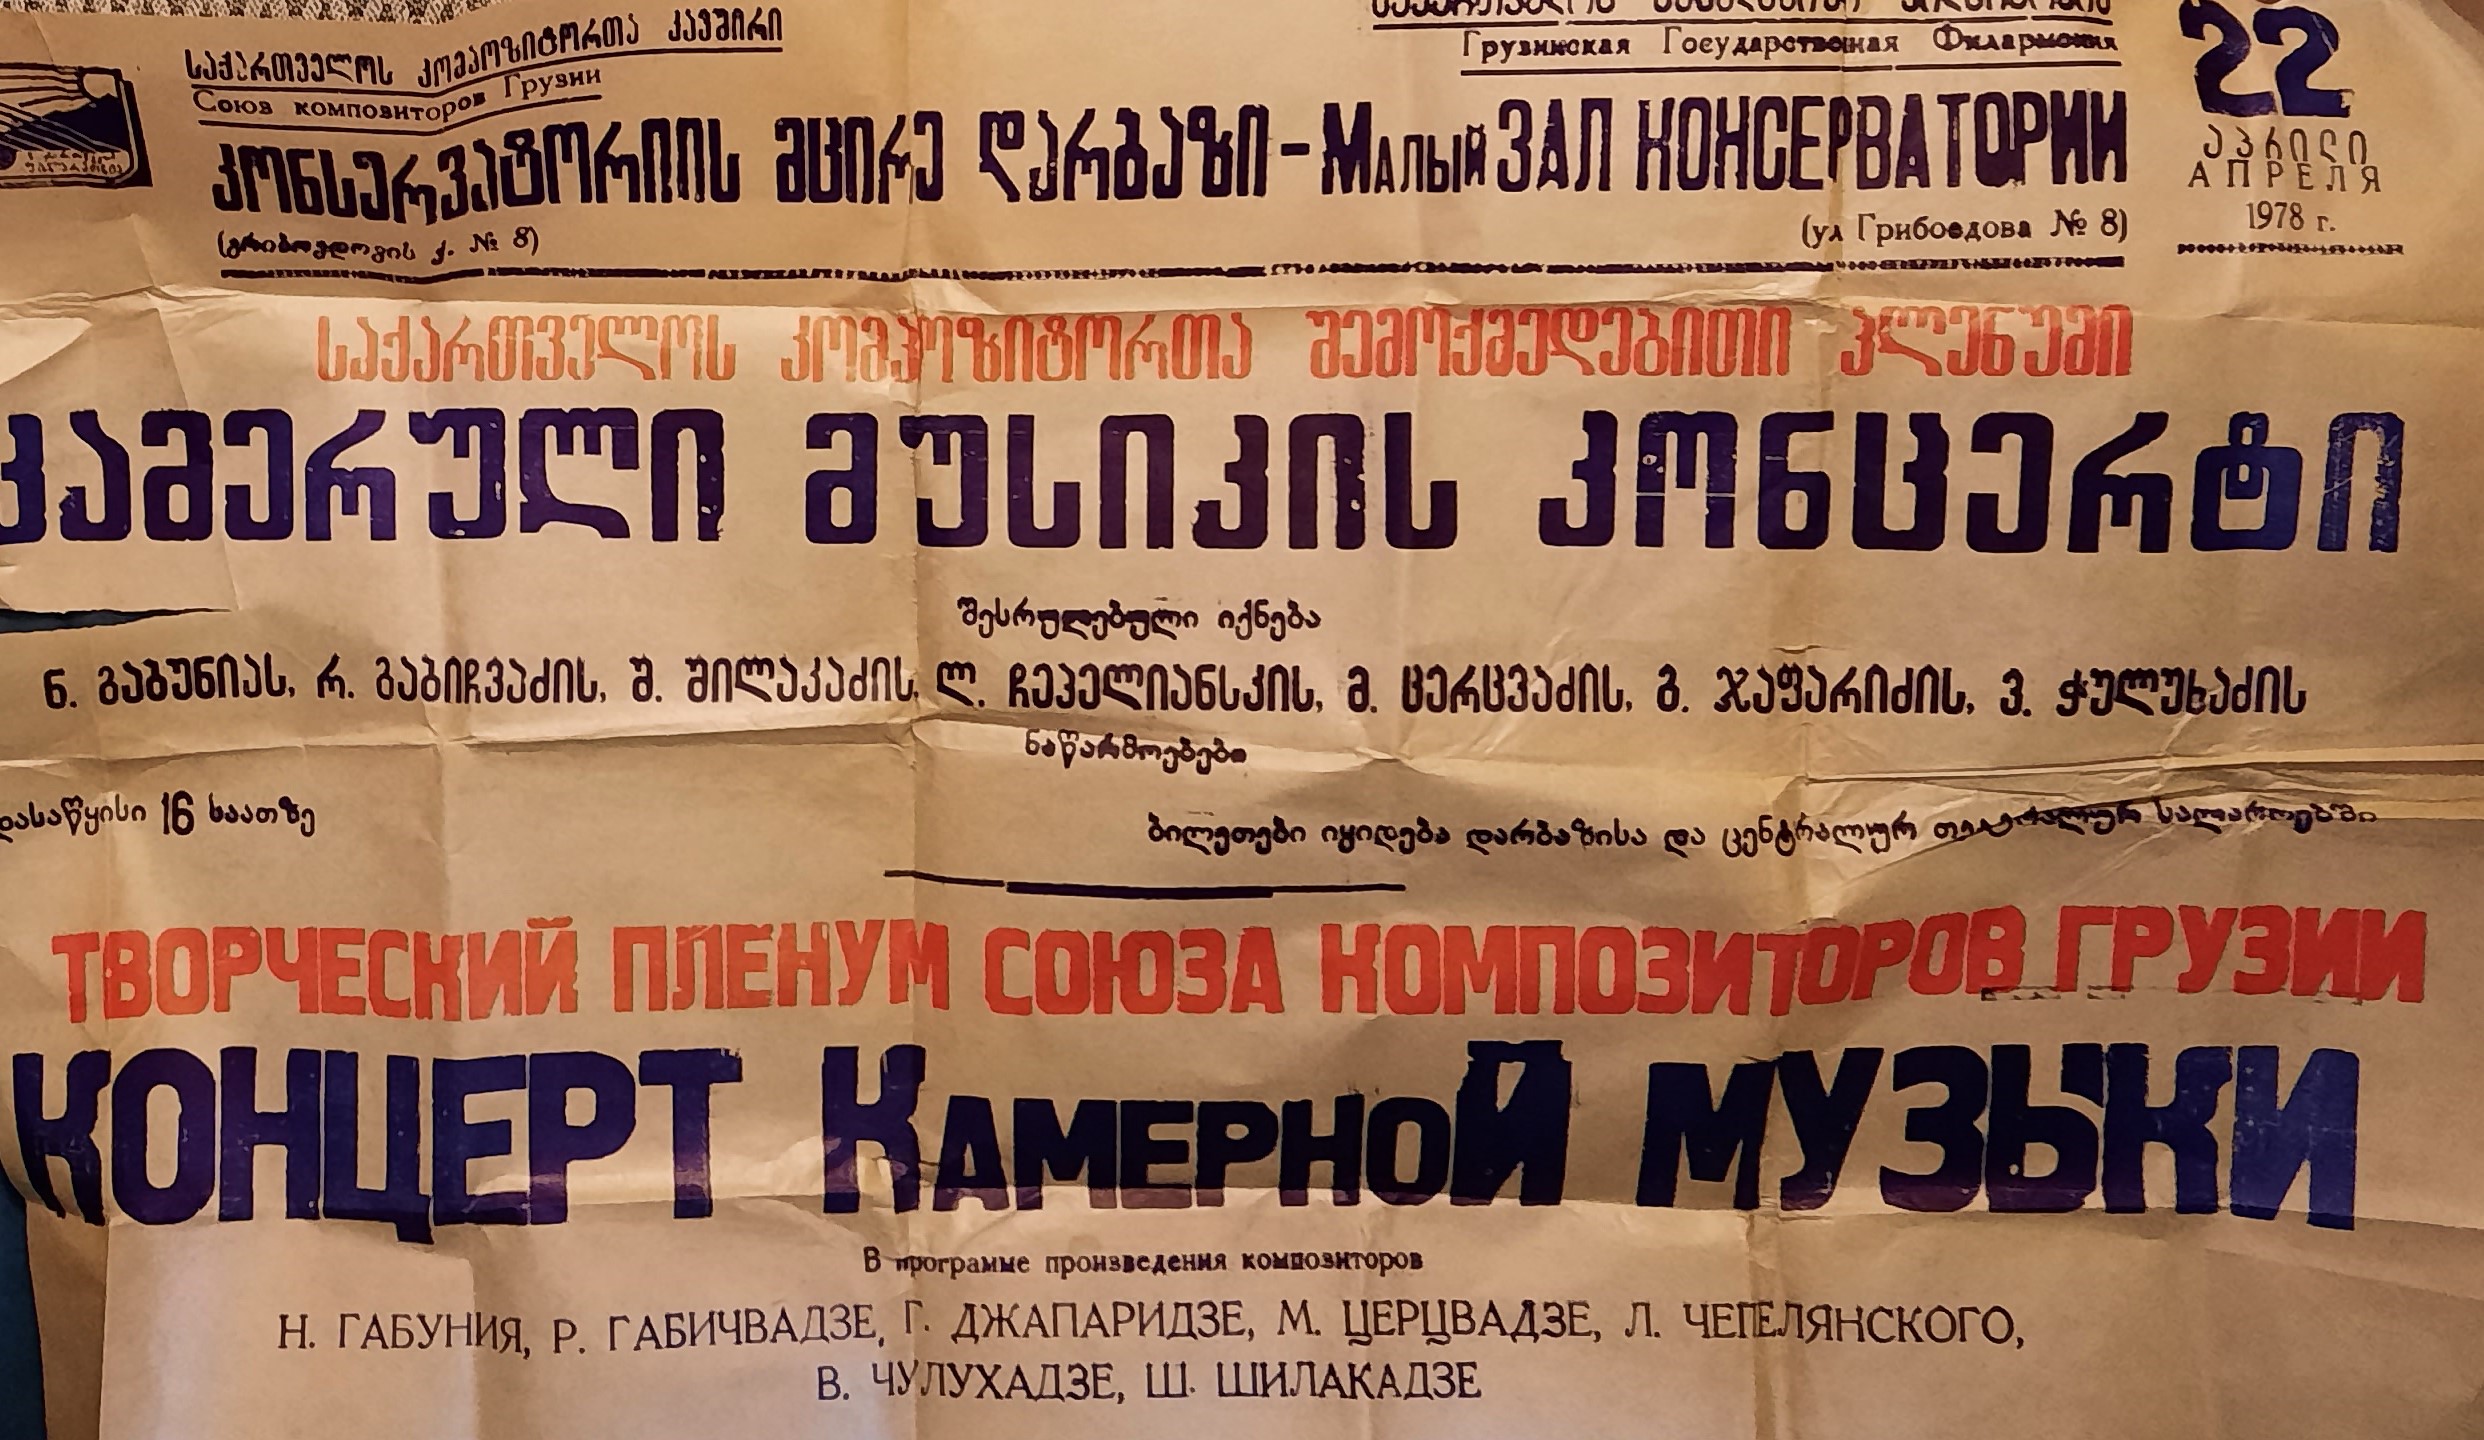 საქართველოს კომპოზიტორთა კავშირი
Союз композиторов Грузии
Грузинская Государственная Филармония
22
აპრილი
АПРЕЛЯ
1978 г.
კონსერვატორიის მცირე დარბაზი - Малый ЗАЛ КОНСЕРВАТОРИИ
(გრიბოედოვის ქ. № 8)
(ул Грибоедова № 8)
საქართველოს კომპოზიტორთა შემოქმედებითი პლენუმი
კამერული მუსიკის კონცერტი
შესრულებული იქნება
ნ. გაბუნიას, რ. გაბიჩვაძის, შ. შილაკაძის, ლ. ჩეპელიანსკის, მ. ცერცვაძის, გ. ჯაფარიძის, ვ. ჭულუხაძის
ნაწარმოებები
დასაწყისი 16 საათზე
ბილეთები იყიდება დარბაზისა და ცენტრალურ თეატრალურ სალაროებში
ТВОРЧЕСКИЙ ПЛЕНУМ СОЮЗА КОМПОЗИТОРОВ ГРУЗИИ
КОНЦЕРТ КАМЕРНОЙ МУЗЫКИ
В программе произведения композиторов
Н. ГАБУНИЯ, Р. ГАБИЧВАДЗЕ, Г. ДЖАПАРИДЗЕ, М. ЦЕРЦВАДЗЕ, Л. ЧЕПЕЛЯНСКОГО,
В. ЧУЛУХАДЗЕ, Ш. ШИЛАКАДЗЕ